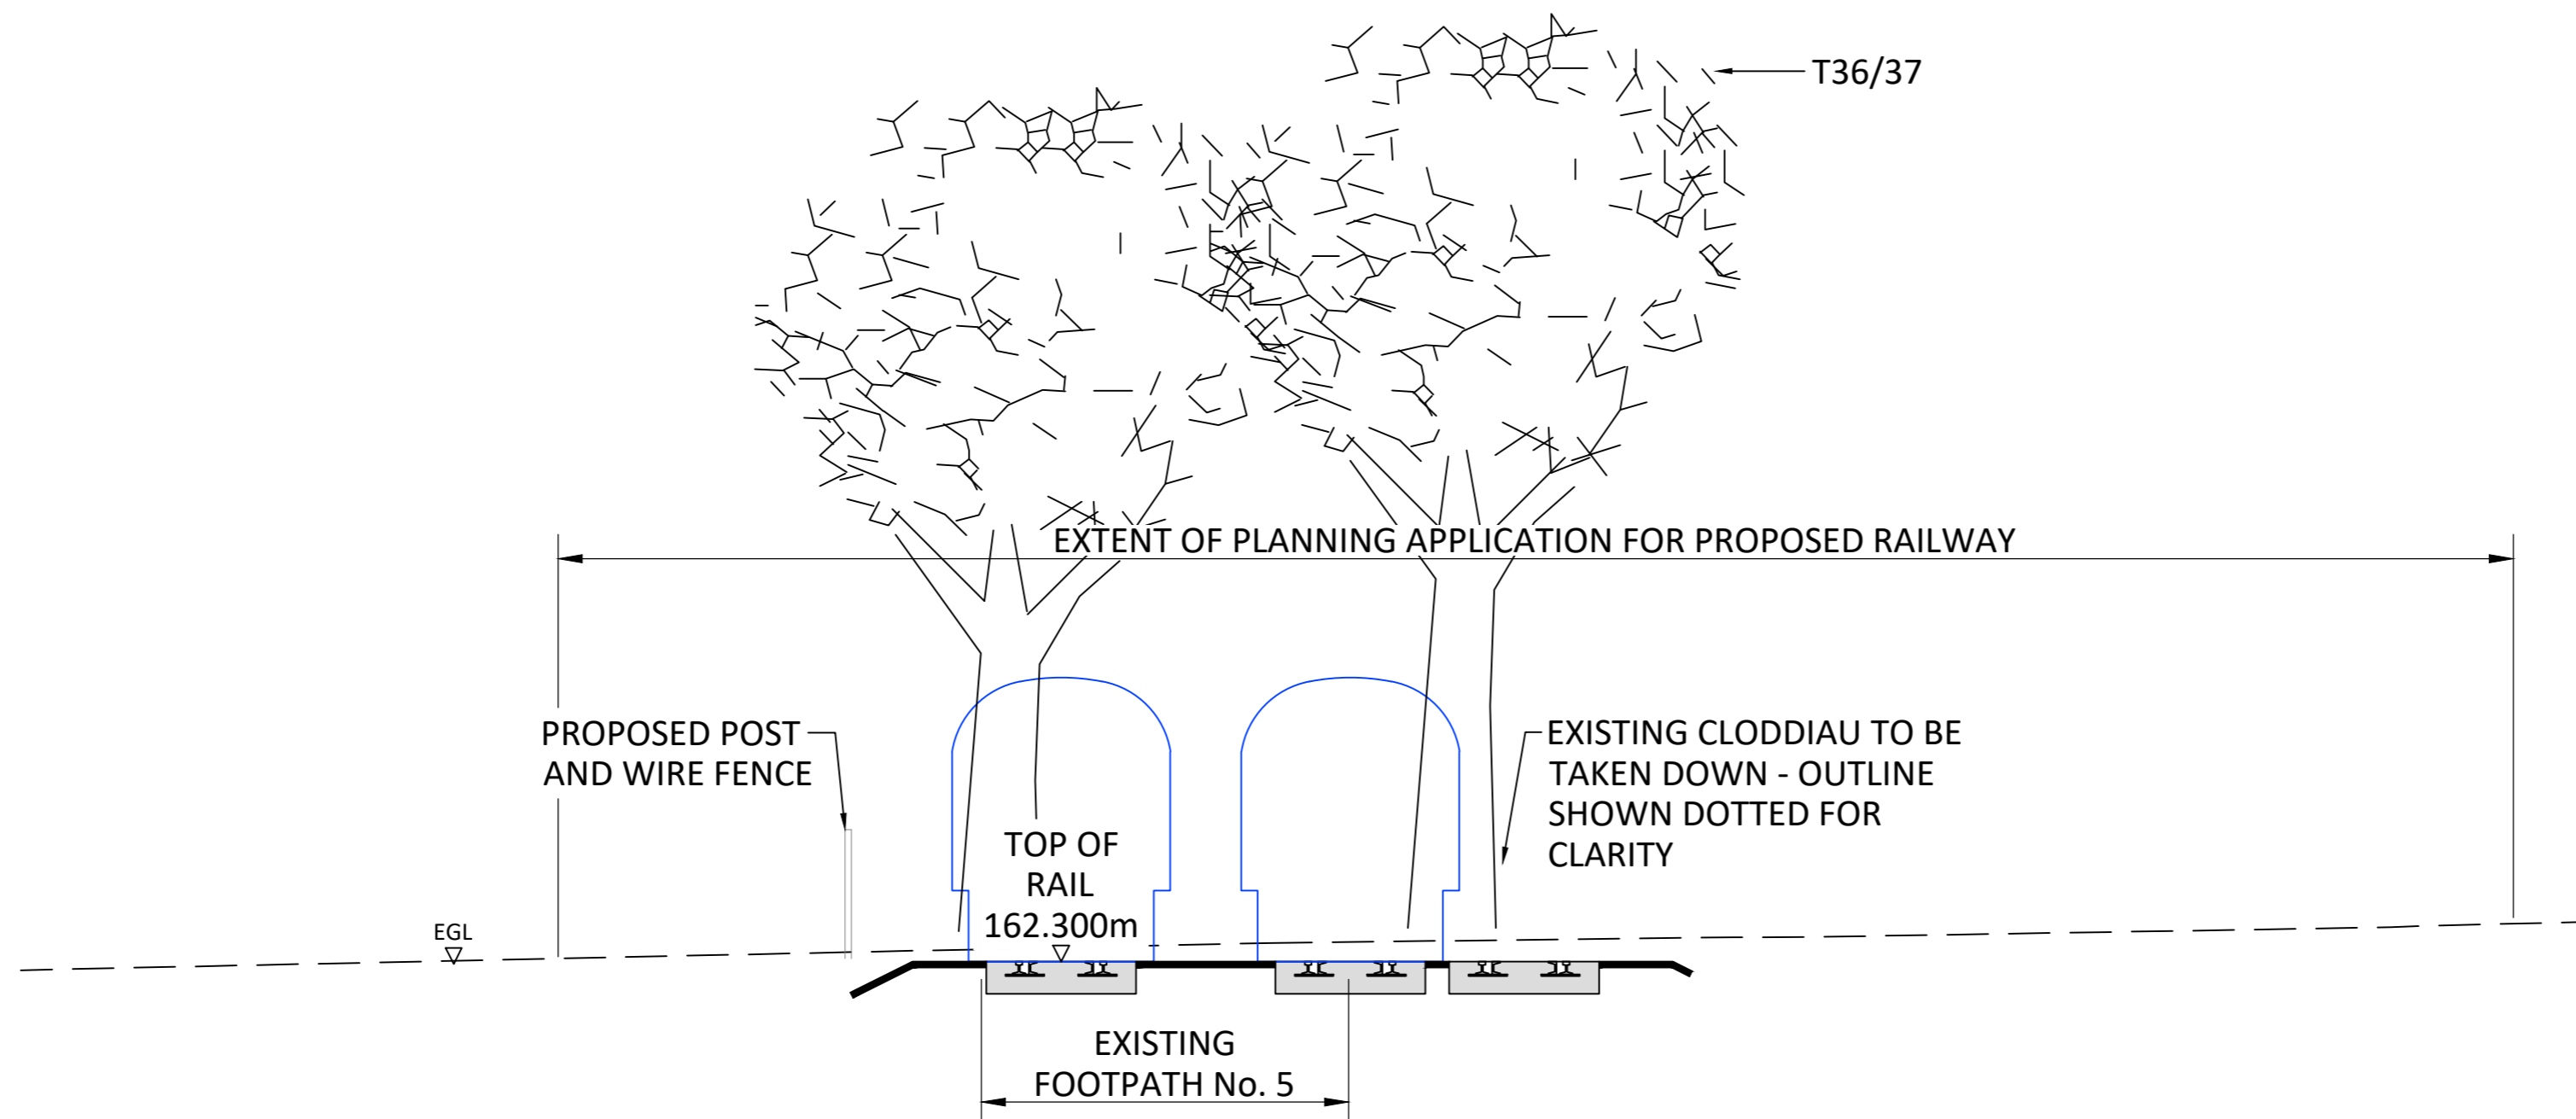 T36/37
EXTENT OF PLANNING APPLICATION FOR PROPOSED RAILWAY
PROPOSED POST
AND WIRE FENCE
EXISTING CLODDIAU TO BE
TAKEN DOWN - OUTLINE
SHOWN DOTTED FOR
CLARITY
TOP OF
RAIL
162.300m
EGL
EXISTING
FOOTPATH No. 5